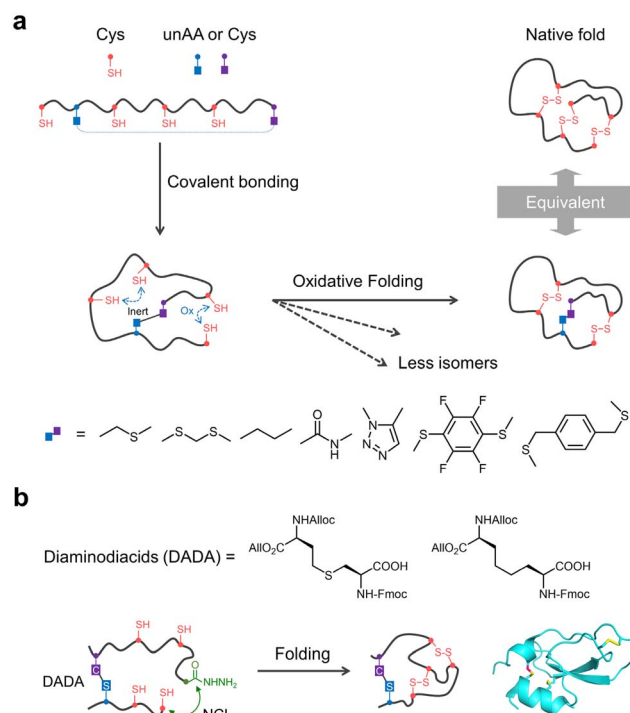 a
Cys unAA or Cys Native fold
SH
S–S
S–S
S–S
SH SH SH SH
Covalent bonding
Equivalent
SH
SH
Inert
Ox
SH
SH
Oxidative Folding
Less isomers
S–S
S–S
= S S S O N H N N N F F S S F F S S
b
Diaminodiacids (DADA) =
NHAlloc
AllO2C
S
COOH
NH-Fmoc
NHAlloc
AllO2C
COOH
NH-Fmoc
SH SH
DADA
C
S
SH
SH
O
NHNH2
NCL
Folding
C
S
S–S
S–S